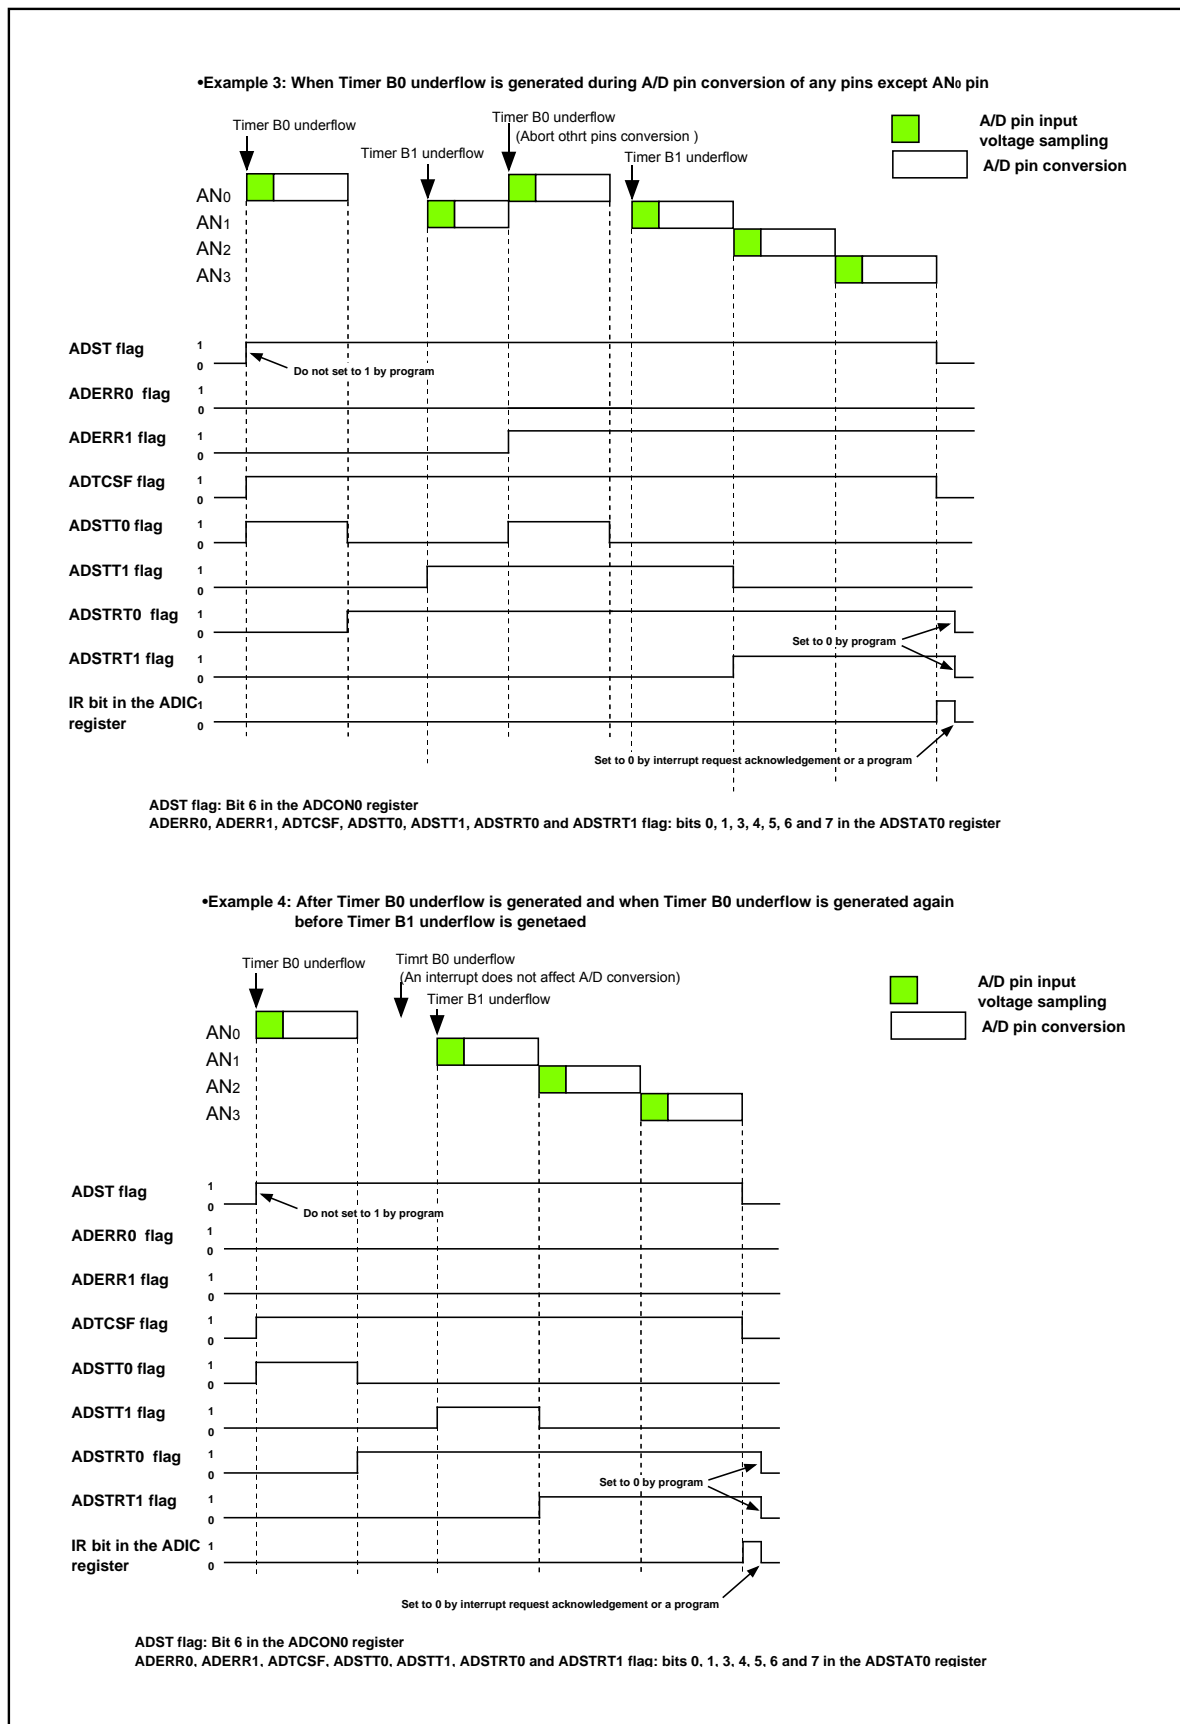 •Example 3: When Timer B0 underflow is generated during A/D pin conversion of any pins except AN0 pin
Timer B0 underflow
Timer B0 underflow
(Abort othrt pins conversion )
Timer B1 underflow
Timer B1 underflow
A/D pin input
voltage sampling
A/D pin conversion
AN0
AN1
AN2
AN3
ADST flag 1
0
Do not set to 1 by program
ADERR0 flag 1
0
ADERR1 flag 1
0
ADTCSF flag 1
0
ADSTT0 flag 1
0
ADSTT1 flag 1
0
ADSTRT0 flag 1
0
Set to 0 by program
ADSTRT1 flag 1
0
IR bit in the ADIC 1
register 0
Set to 0 by interrupt request acknowledgement or a program
ADST flag: Bit 6 in the ADCON0 register
ADERR0, ADERR1, ADTCSF, ADSTT0, ADSTT1, ADSTRT0 and ADSTRT1 flag: bits 0, 1, 3, 4, 5, 6 and 7 in the ADSTAT0 register
•Example 4: After Timer B0 underflow is generated and when Timer B0 underflow is generated again
before Timer B1 underflow is genetaed
Timer B0 underflow
Timrt B0 underflow
(An interrupt does not affect A/D conversion)
Timer B1 underflow
A/D pin input
voltage sampling
A/D pin conversion
AN0
AN1
AN2
AN3
ADST flag 1
0
Do not set to 1 by program
ADERR0 flag 1
0
ADERR1 flag 1
0
ADTCSF flag 1
0
ADSTT0 flag 1
0
ADSTT1 flag 1
0
ADSTRT0 flag 1
0
Set to 0 by program
ADSTRT1 flag 1
0
IR bit in the ADIC 1
register 0
Set to 0 by interrupt request acknowledgement or a program
ADST flag: Bit 6 in the ADCON0 register
ADERR0, ADERR1, ADTCSF, ADSTT0, ADSTT1, ADSTRT0 and ADSTRT1 flag: bits 0, 1, 3, 4, 5, 6 and 7 in the ADSTAT0 register